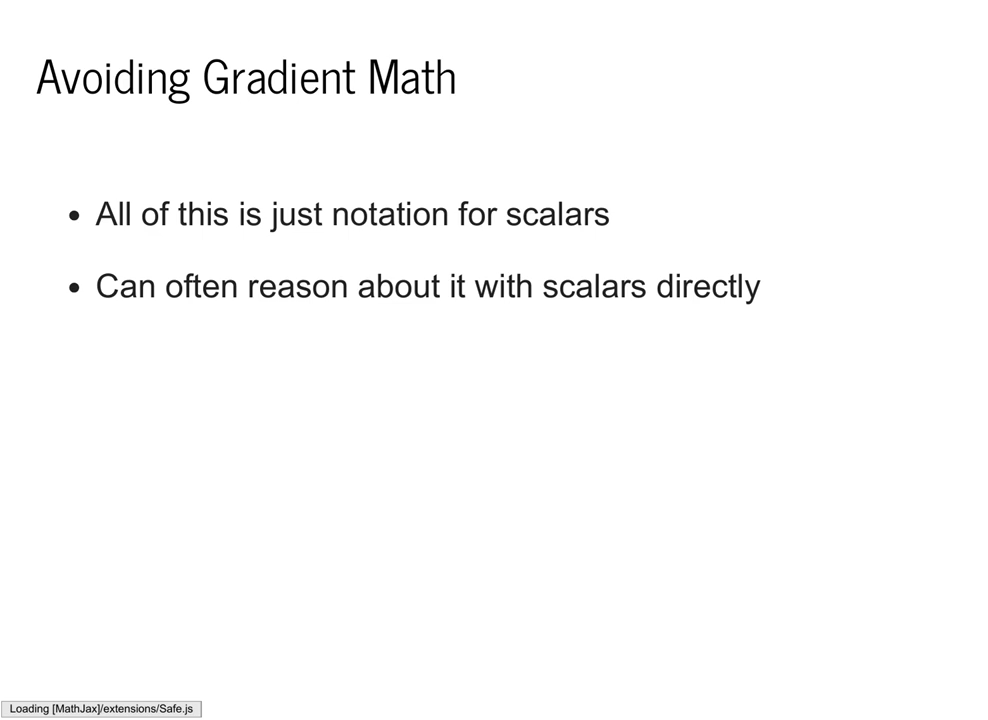 Avoiding Gradient Math
• All of this is just notation for scalars
• Can often reason about it with scalars directly
Loading [MathJax]/extensions/Safe.js